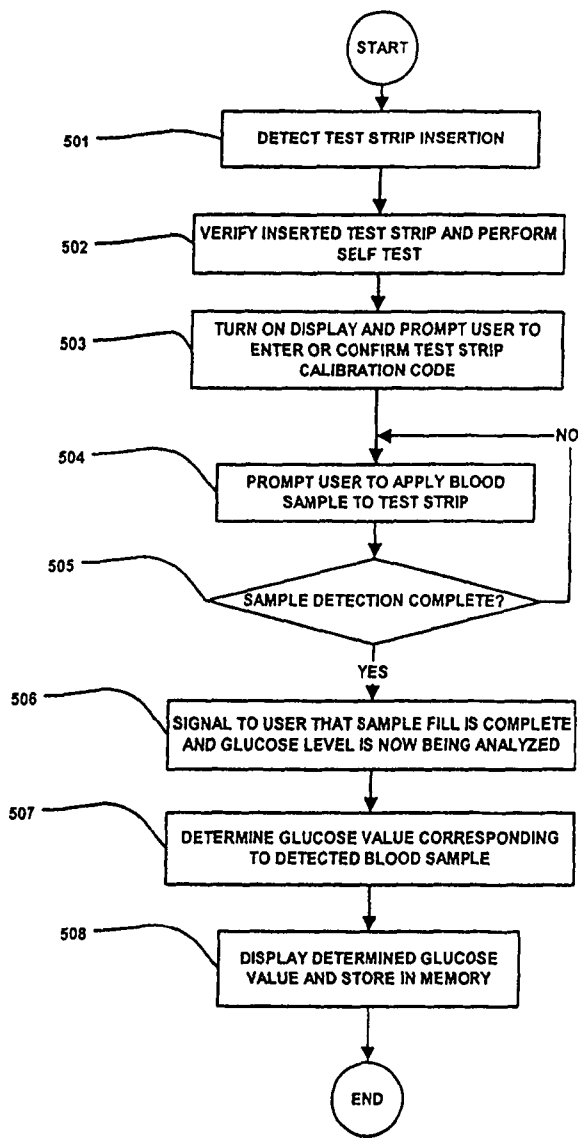 START
501
DETECT TEST STRIP INSERTION
502
VERIFY INSERTED TEST STRIP AND PERFORM
SELF TEST
503
TURN ON DISPLAY AND PROMPT USER TO
ENTER OR CONFIRM TEST STRIP
CALIBRATION CODE
NO
504
PROMPT USER TO APPLY BLOOD
SAMPLE TO TEST STRIP
505
SAMPLE DETECTION COMPLETE?
YES
506
SIGNAL TO USER THAT SAMPLE FILL IS COMPLETE
AND GLUCOSE LEVEL IS NOW BEING ANALYZED
507
DETERMINE GLUCOSE VALUE CORRESPONDING
TO DETECTED BLOOD SAMPLE
508
DISPLAY DETERMINED GLUCOSE
VALUE AND STORE IN MEMORY
END